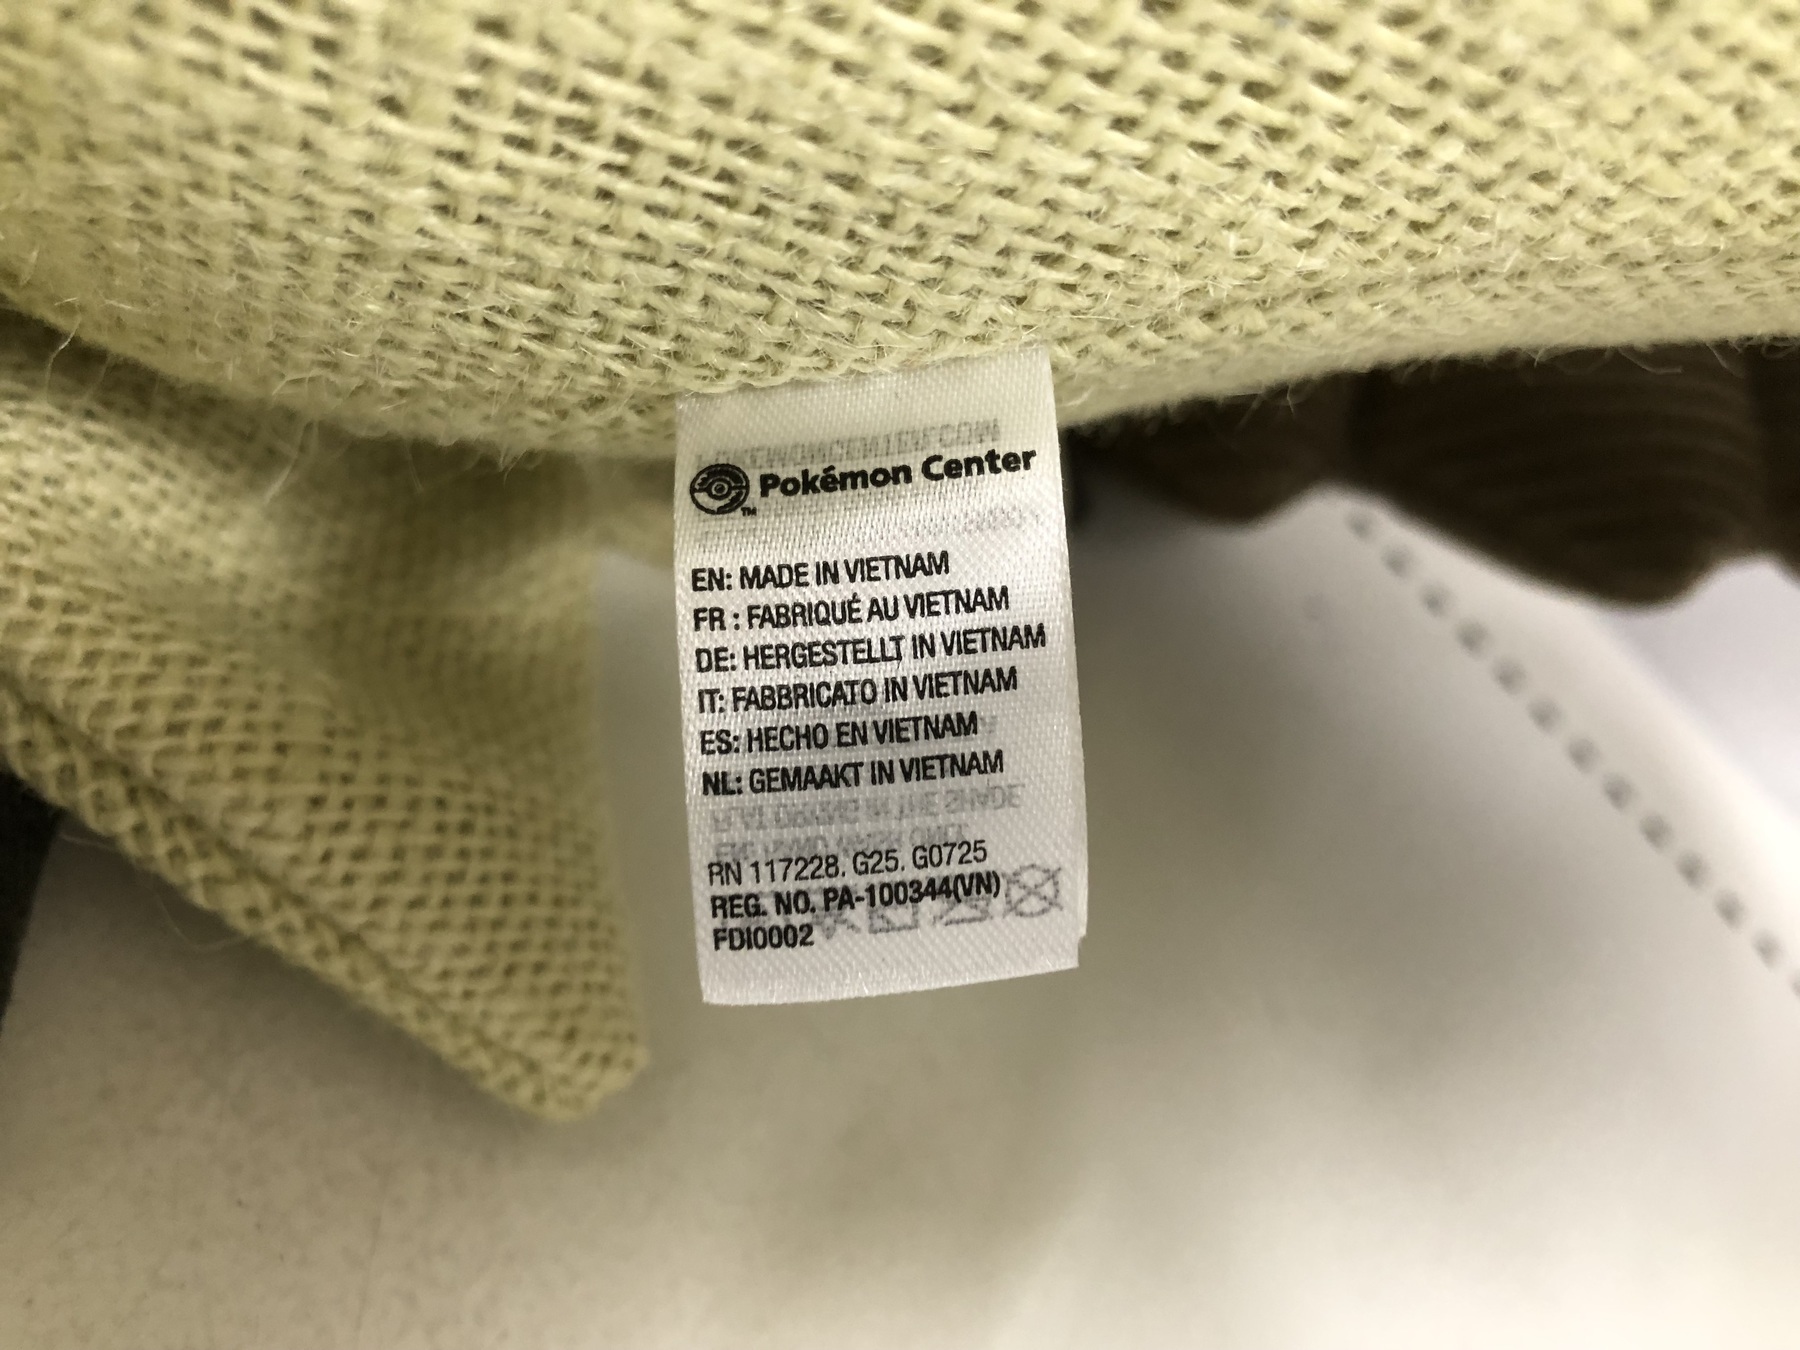 Pokémon Center
TM
EN: MADE IN VIETNAM
FR : FABRIQUÉ AU VIETNAM
DE: HERGESTELLT IN VIETNAM
IT: FABBRICATO IN VIETNAM
ES: HECHO EN VIETNAM
NL: GEMAAKT IN VIETNAM
RN 117228. G25. G0725
REG. NO. PA-100344(VN)
FDI0002